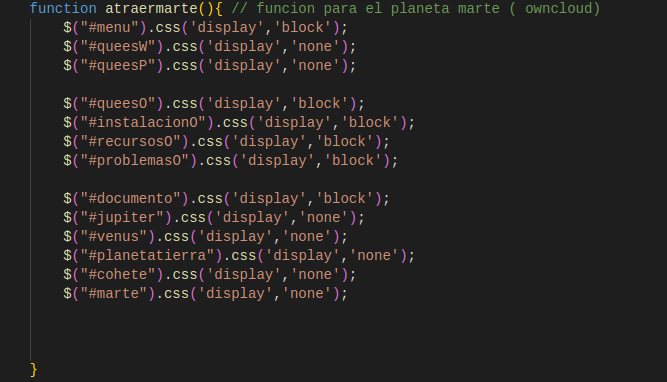 function atraermarte(){ // funcion para el planeta marte ( owncloud)
$("#menu").css('display','block');
$("#queesW").css('display','none');
$("#queesP").css('display','none');
$("#queesO").css('display','block');
$("#instalacionO").css('display','block');
$("#recursosO").css('display','block');
$("#problemasO").css('display','block');
$("#documento").css('display','block');
$("#jupiter").css('display','none');
$("#venus").css('display','none');
$("#planetatierra").css('display','none');
$("#cohete").css('display','none');
$("#marte").css('display','none');
}